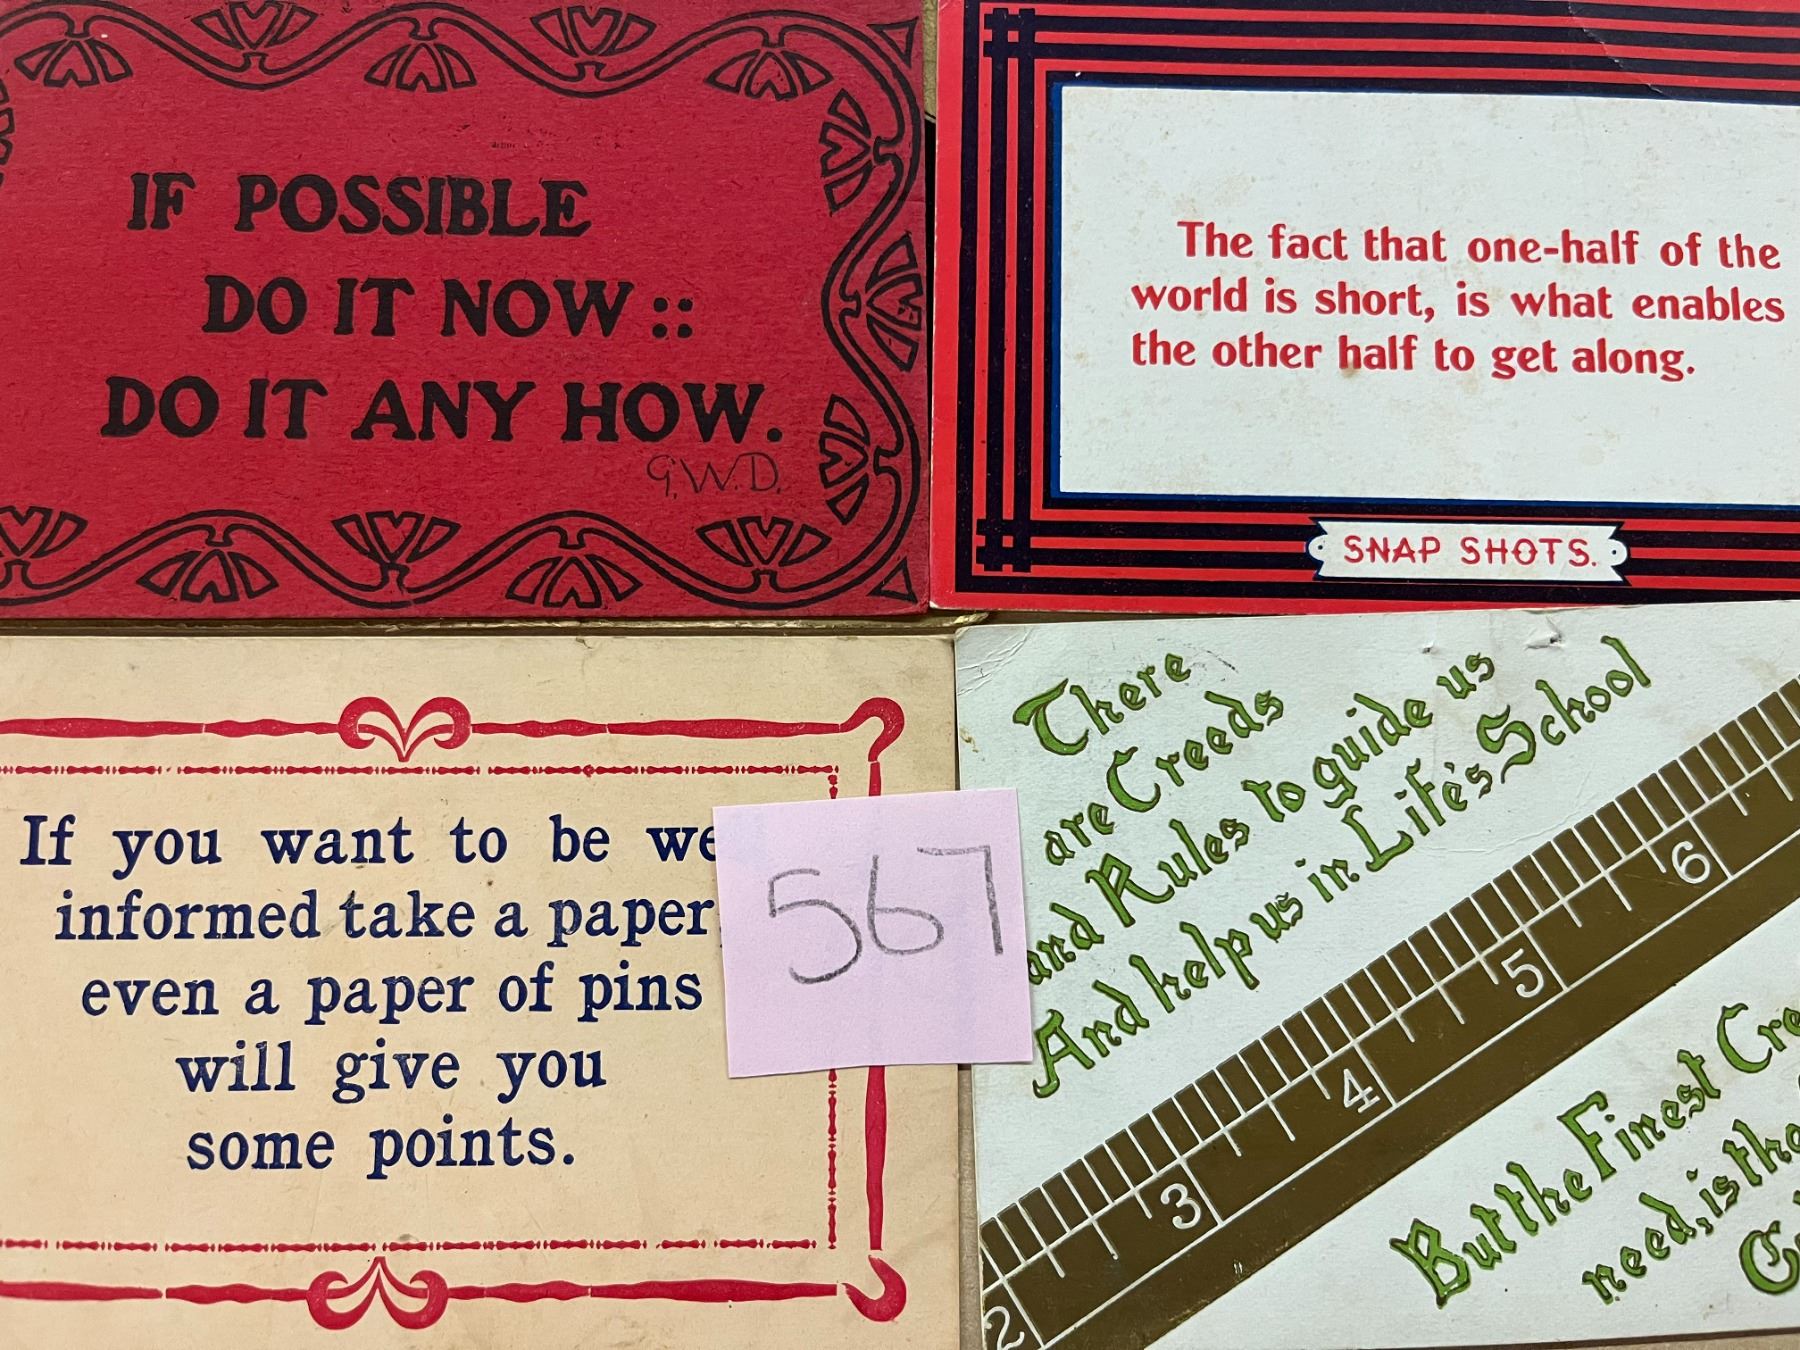 IF POSSIBLE
DO IT NOW ::
DO IT ANY HOW.
G.W.D.
The fact that one-half of the
world is short, is what enables
the other half to get along.
SNAP SHOTS.
If you want to be
informed take a paper
even a paper of pins
will give you
some points.
567
There
are Creeds
and Rules to guide us
And help us in Life's School
6
5
4
3
2
But the Finest
need, is the